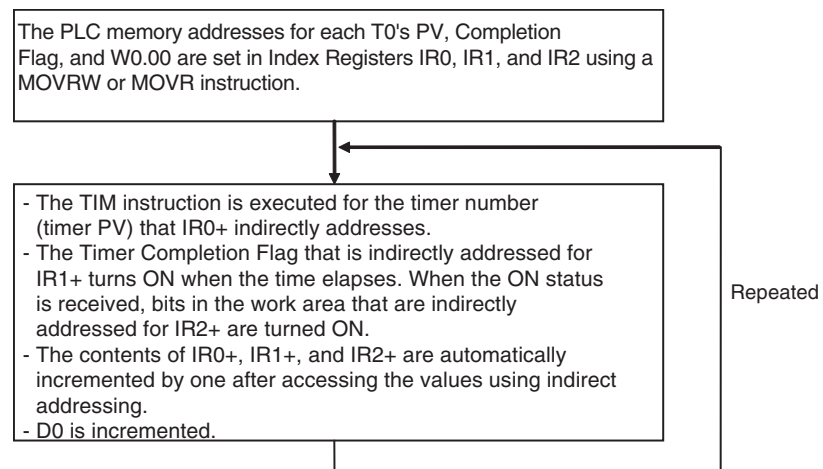 The PLC memory addresses for each T0's PV, Completion
Flag, and W0.00 are set in Index Registers IR0, IR1, and IR2 using a
MOVRW or MOVR instruction.
- The TIM instruction is executed for the timer number
(timer PV) that IR0+ indirectly addresses.
- The Timer Completion Flag that is indirectly addressed for
IR1+ turns ON when the time elapses. When the ON status
is received, bits in the work area that are indirectly
addressed for IR2+ are turned ON.
- The contents of IR0+, IR1+, and IR2+ are automatically
incremented by one after accessing the values using indirect
addressing.
- D0 is incremented.
Repeated